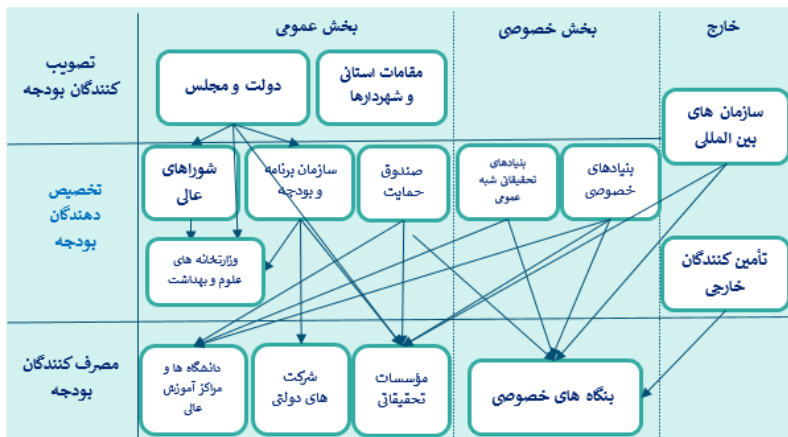 بخش عمومی
بخش خصوصی
خارج
تصویب
کنندگان بودجه
دولت و مجلس
مقامات استانی
و شهردارها
سازمان های
بین المللی
تخصیص
دهندگان
بودجه
شوراهای
عالی
سازمان برنامه
و بودجه
صندوق
حمایت
بنیادهای
تحقیقاتی شبه
عمومی
بنیادهای
خصوصی
وزارتخانه های
علوم و بهداشت
تأمین کنندگان
خارجی
مصرف کنندگان
بودجه
دانشگاه ها و
مراکز آموزش
عالی
شرکت
های دولتی
مؤسسات
تحقیقاتی
بنگاه های خصوصی